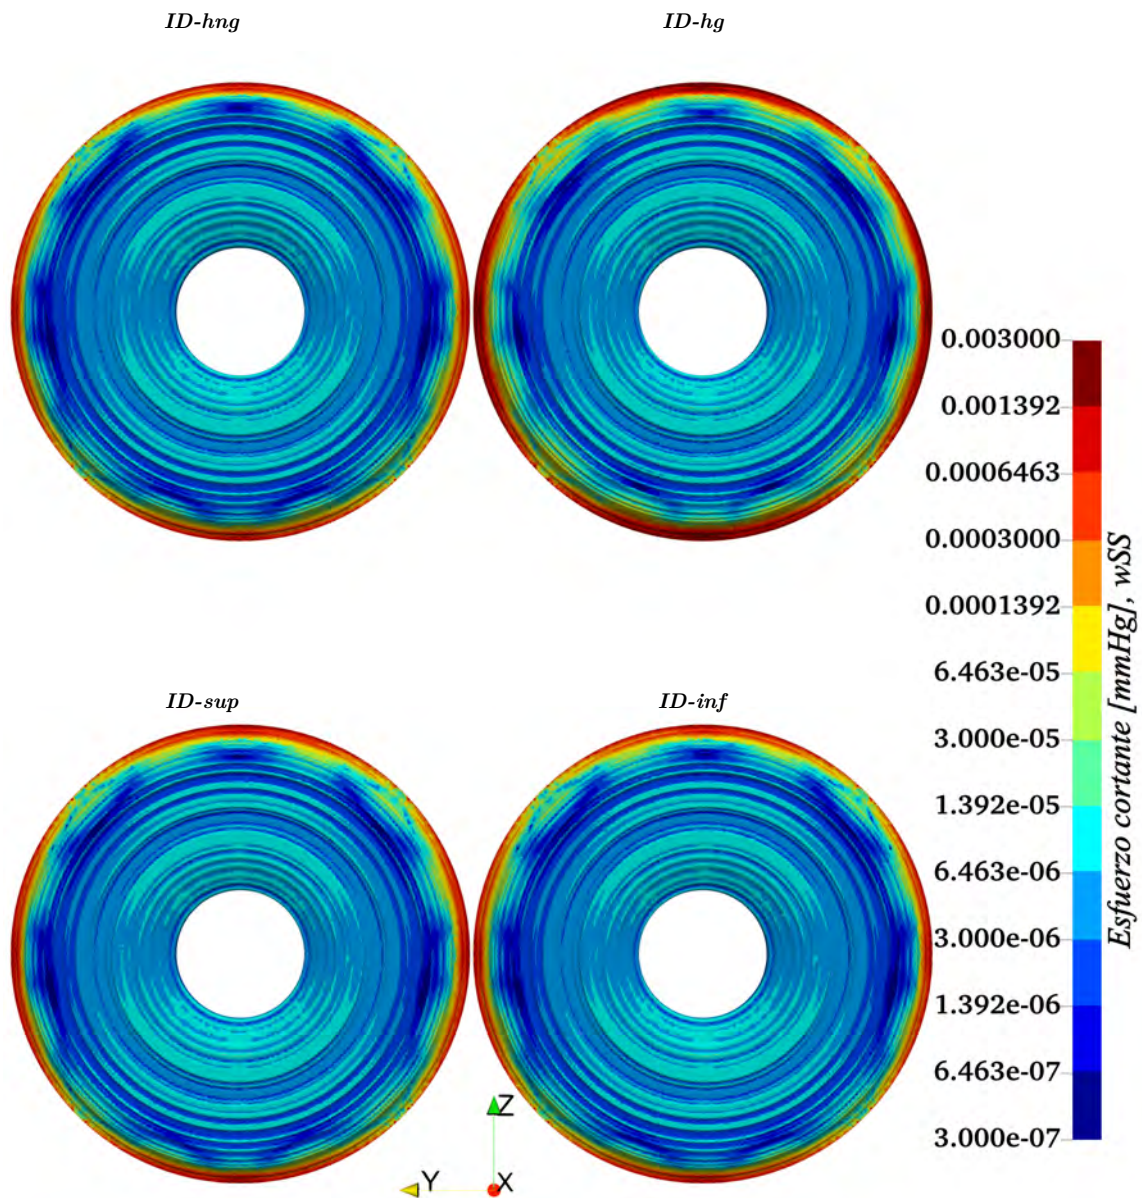 ID-hng
ID-hg
0.003000
0.001392
0.0006463
0.0003000
0.0001392
6.463e-05
3.000e-05
1.392e-05
6.463e-06
3.000e-06
1.392e-06
6.463e-07
3.000e-07
Esfuerzo cortante [mmHg], wSS
ID-sup
ID-inf
Z
Y
X